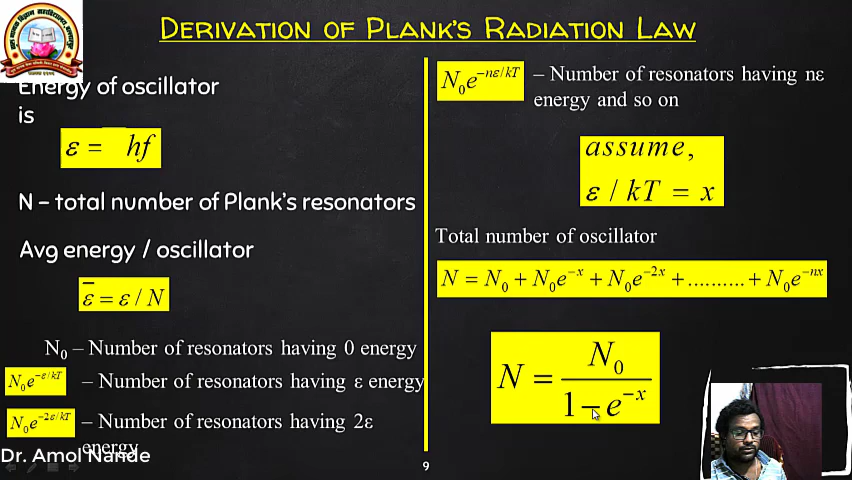 DERIVATION OF PLANK'S RADIATION LAW
Energy of oscillator
is
ε = hf
N – total number of Plank's resonators
Avg energy / oscillator
ε̅ = ε / N
N₀ – Number of resonators having 0 energy
N₀e^(−ε/kT) – Number of resonators having ε energy
N₀e^(−2ε/kT) – Number of resonators having 2ε
energy
Dr. Amol Nande
N₀e^(−nε/kT) – Number of resonators having nε
energy and so on
assume,
ε / kT = x
Total number of oscillator
N = N₀ + N₀e^(−x) + N₀e^(−2x) + .......... + N₀e^(−nx)
N = N₀ / (1 − e^(−x))
9